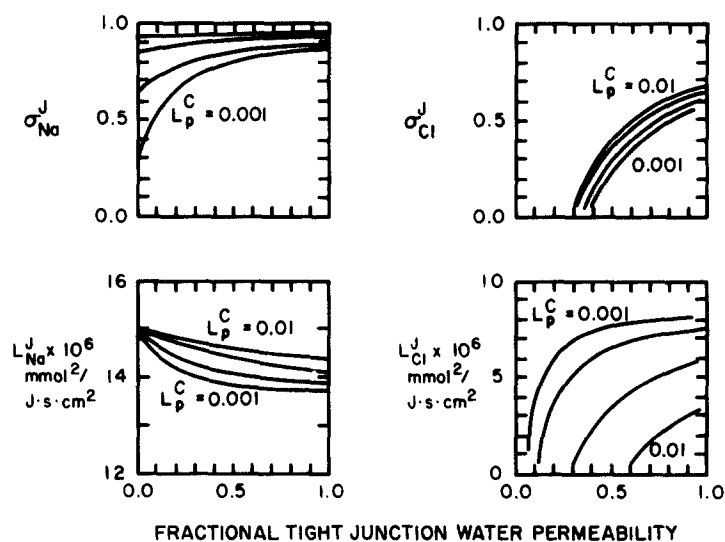 1.0
0.5
0.0
σ^J_Na
L^C_p = 0.001
1.0
0.5
0.0
σ^J_Cl
L^C_p = 0.01
0.001
16
14
12
L^J_Na x 10^6
mmol^2/
J·s·cm^2
L^C_p = 0.01
L^C_p = 0.001
0.0 0.5 1.0
10
5
0
L^J_Cl x 10^6
mmol^2/
J·s·cm^2
L^C_p = 0.001
0.01
0.0 0.5 1.0
FRACTIONAL TIGHT JUNCTION WATER PERMEABILITY